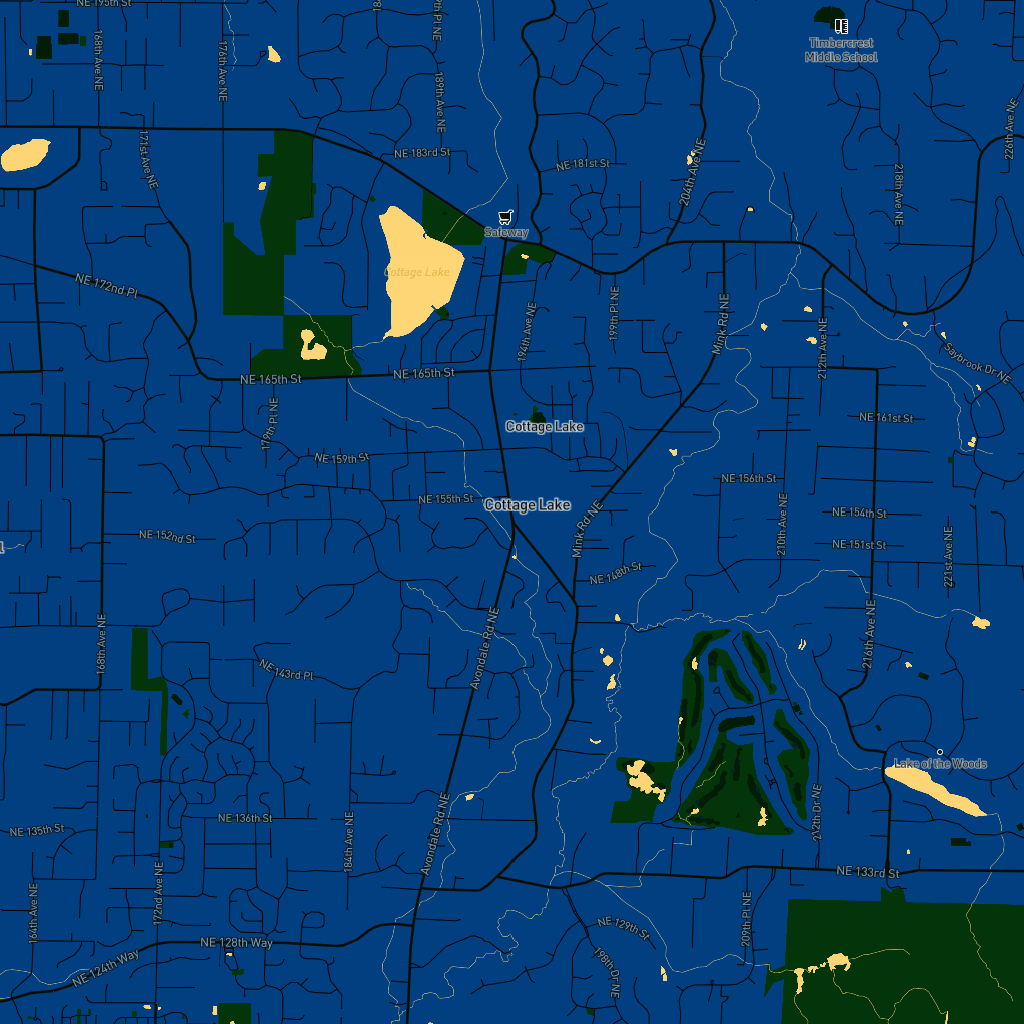 NE 195th St
168th Ave NE
176th Ave NE
189th Ave NE
Timbercrest
Middle School
226th Ave NE
171st Ave NE
NE 183rd St
NE 181st St
204th Ave NE
218th Ave NE
Safeway
Cottage Lake
NE 172nd Pl
194th Ave NE
199th Pl NE
Mink Rd NE
212th Ave NE
Saybrook Dr NE
NE 165th St
NE 165th St
179th Pl NE
Cottage Lake
NE 161st St
NE 159th St
NE 156th St
NE 155th St
Cottage Lake
NE 154th St
Mink Rd NE
210th Ave NE
NE 152nd St
NE 151st St
221st Ave NE
NE 148th St
168th Ave NE
Avondale Rd NE
216th Ave NE
NE 143rd Pl
Lake of the Woods
Avondale Rd NE
212th Dr NE
NE 135th St
NE 136th St
184th Ave NE
NE 133rd St
164th Ave NE
172nd Ave NE
209th Pl NE
NE 129th St
NE 128th Way
NE 124th Way
198th Dr NE